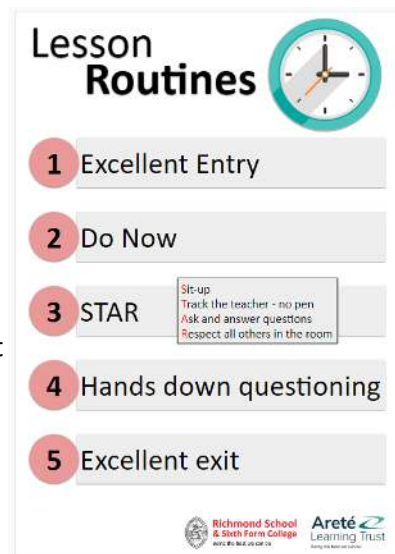 Lesson
Routines
1 Excellent Entry
2 Do Now
3 STAR
Sit-up
Track the teacher - no pen
Ask and answer questions
Respect all others in the room
t
4 Hands down questioning
5 Excellent exit
Richmond School
& Sixth Form College
Areté
Learning Trust